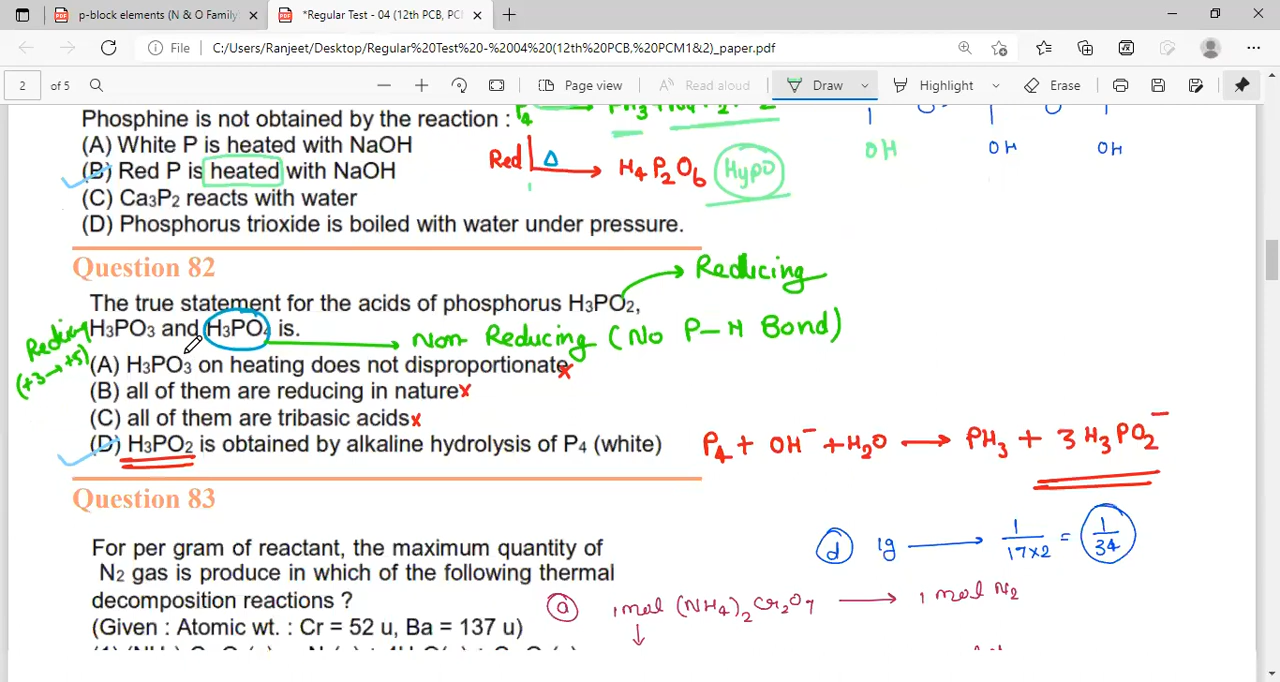 p-block elements (N & O Family
*Regular Test - 04 (12th PCB, PC
File
C:/Users/Ranjeet/Desktop/Regular%20Test%20-%2004%20(12th%20PCB,%20PCM1&2)_paper.pdf
2 of 5
Page view
Read aloud
Draw
Highlight
Erase
Phosphine is not obtained by the reaction :
(A) White P is heated with NaOH
(B) Red P is heated with NaOH
(C) Ca3P2 reacts with water
(D) Phosphorus trioxide is boiled with water under pressure.
P4
Red Δ H4P2O6 Hypo
OH OH OH
Question 82
The true statement for the acids of phosphorus H3PO2,
H3PO3 and H3PO4 is.
Reducing
Non Reducing (No P-H Bond)
Reducing
(+3→+5)
(A) H3PO3 on heating does not disproportionate x
(B) all of them are reducing in nature x
(C) all of them are tribasic acids x
(D) H3PO2 is obtained by alkaline hydrolysis of P4 (white)
P4 + OH⁻ + H2O → PH3 + 3 H3PO2⁻
Question 83
For per gram of reactant, the maximum quantity of
N2 gas is produce in which of the following thermal
decomposition reactions ?
(Given : Atomic wt. : Cr = 52 u, Ba = 137 u)
d 1g → 1/17×2 = 1/34
a 1 mol (NH4)2Cr2O7 → 1 mol N2